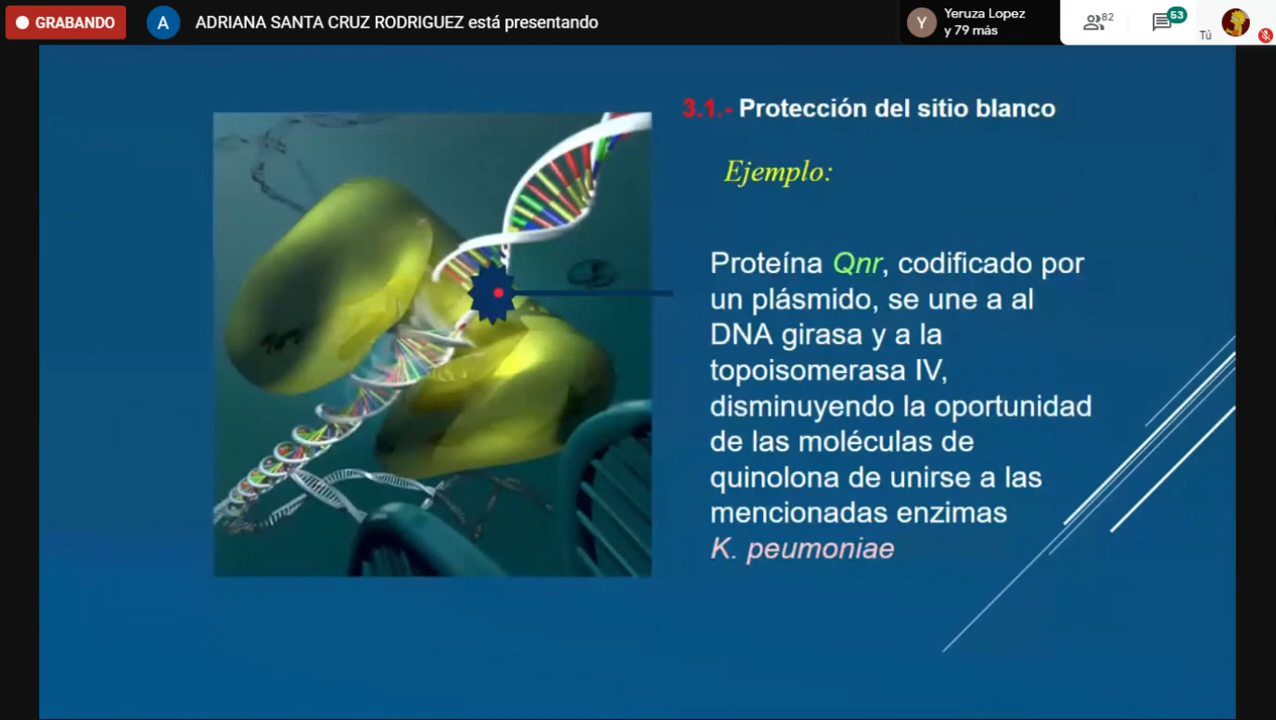 GRABANDO
A
ADRIANA SANTA CRUZ RODRIGUEZ está presentando
Y
Yeruza Lopez
y 79 más
82
53
Tú
3.1.- Protección del sitio blanco
Ejemplo:
Proteína Qnr, codificado por
un plásmido, se une a al
DNA girasa y a la
topoisomerasa IV,
disminuyendo la oportunidad
de las moléculas de
quinolona de unirse a las
mencionadas enzimas
K. peumoniae